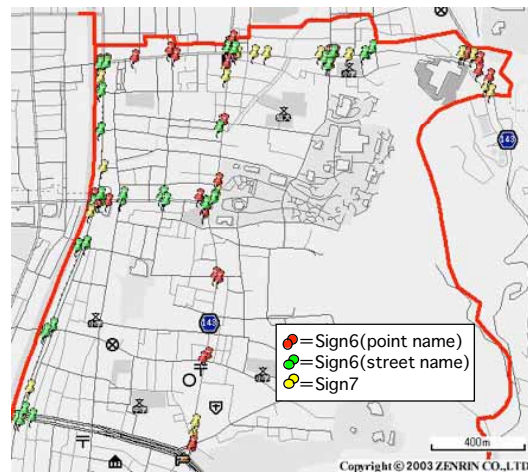 143
143
=Sign6(point name)
=Sign6(street name)
=Sign7
400m
Copyright © 2003 ZENRIN CO.,LTD